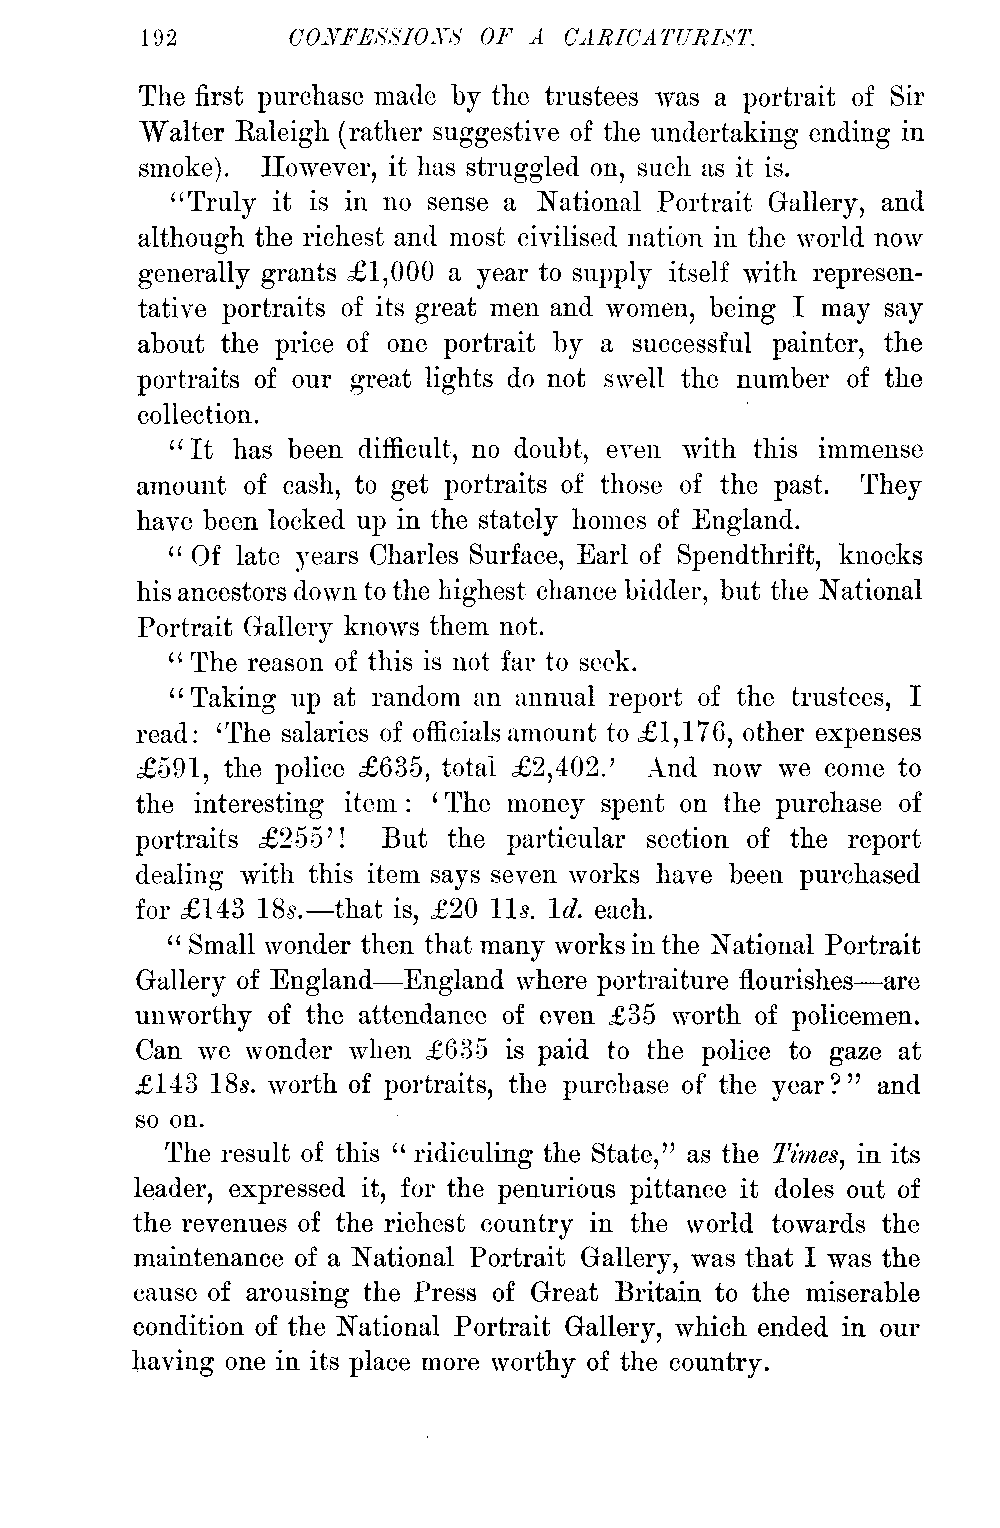 192 CONFESSIONS OF A CARICATURIST.
The first purchase made by the trustees was a portrait of Sir
Walter Raleigh (rather suggestive of the undertaking ending in
smoke). However, it has struggled on, such as it is.
"Truly it is in no sense a National Portrait Gallery, and
although the richest and most civilised nation in the world now
generally grants £1,000 a year to supply itself with represen-
tative portraits of its great men and women, being I may say
about the price of one portrait by a successful painter, the
portraits of our great lights do not swell the number of the
collection.
"It has been difficult, no doubt, even with this immense
amount of cash, to get portraits of those of the past. They
have been locked up in the stately homes of England.
"Of late years Charles Surface, Earl of Spendthrift, knocks
his ancestors down to the highest chance bidder, but the National
Portrait Gallery knows them not.
"The reason of this is not far to seek.
"Taking up at random an annual report of the trustees, I
read: 'The salaries of officials amount to £1,176, other expenses
£591, the police £635, total £2,402.' And now we come to
the interesting item: 'The money spent on the purchase of
portraits £255'! But the particular section of the report
dealing with this item says seven works have been purchased
for £143 18s.—that is, £20 11s. 1d. each.
"Small wonder then that many works in the National Portrait
Gallery of England—England where portraiture flourishes—are
unworthy of the attendance of even £35 worth of policemen.
Can we wonder when £635 is paid to the police to gaze at
£143 18s. worth of portraits, the purchase of the year?" and
so on.
The result of this "ridiculing the State," as the Times, in its
leader, expressed it, for the penurious pittance it doles out of
the revenues of the richest country in the world towards the
maintenance of a National Portrait Gallery, was that I was the
cause of arousing the Press of Great Britain to the miserable
condition of the National Portrait Gallery, which ended in our
having one in its place more worthy of the country.